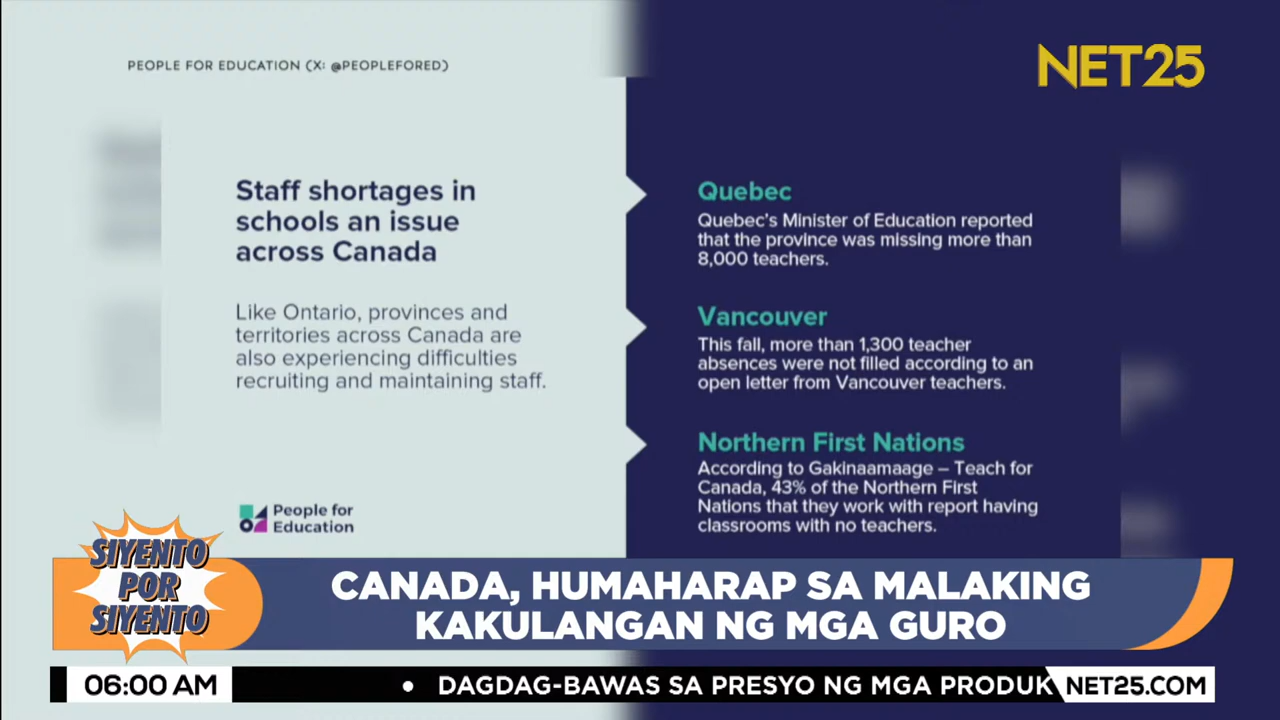 PEOPLE FOR EDUCATION (X: @PEOPLEFORED)
NET25
Staff shortages in
schools an issue
across Canada
Like Ontario, provinces and
territories across Canada are
also experiencing difficulties
recruiting and maintaining staff.
People for
Education
Quebec
Quebec's Minister of Education reported
that the province was missing more than
8,000 teachers.
Vancouver
This fall, more than 1,300 teacher
absences were not filled according to an
open letter from Vancouver teachers.
Northern First Nations
According to Gakinaamaage – Teach for
Canada, 43% of the Northern First
Nations that they work with report having
classrooms with no teachers.
SIYENTO
POR
SIYENTO
CANADA, HUMAHARAP SA MALAKING
KAKULANGAN NG MGA GURO
06:00 AM
• DAGDAG-BAWAS SA PRESYO NG MGA PRODUK
NET25.COM